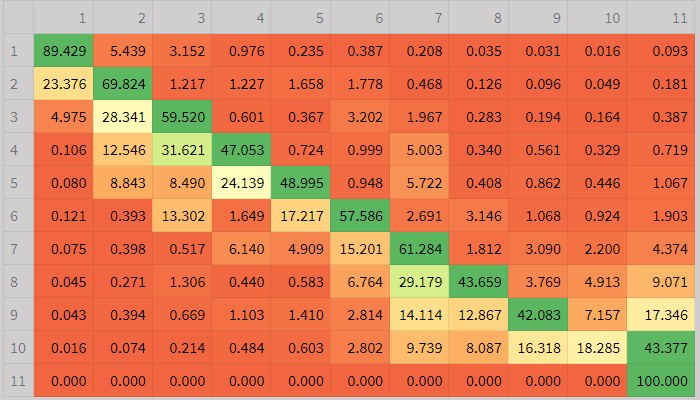 1 2 3 4 5 6 7 8 9 10 11
1 89.429 5.439 3.152 0.976 0.235 0.387 0.208 0.035 0.031 0.016 0.093
2 23.376 69.824 1.217 1.227 1.658 1.778 0.468 0.126 0.096 0.049 0.181
3 4.975 28.341 59.520 0.601 0.367 3.202 1.967 0.283 0.194 0.164 0.387
4 0.106 12.546 31.621 47.053 0.724 0.999 5.003 0.340 0.561 0.329 0.719
5 0.080 8.843 8.490 24.139 48.995 0.948 5.722 0.408 0.862 0.446 1.067
6 0.121 0.393 13.302 1.649 17.217 57.586 2.691 3.146 1.068 0.924 1.903
7 0.075 0.398 0.517 6.140 4.909 15.201 61.284 1.812 3.090 2.200 4.374
8 0.045 0.271 1.306 0.440 0.583 6.764 29.179 43.659 3.769 4.913 9.071
9 0.043 0.394 0.669 1.103 1.410 2.814 14.114 12.867 42.083 7.157 17.346
10 0.016 0.074 0.214 0.484 0.603 2.802 9.739 8.087 16.318 18.285 43.377
11 0.000 0.000 0.000 0.000 0.000 0.000 0.000 0.000 0.000 0.000 100.000